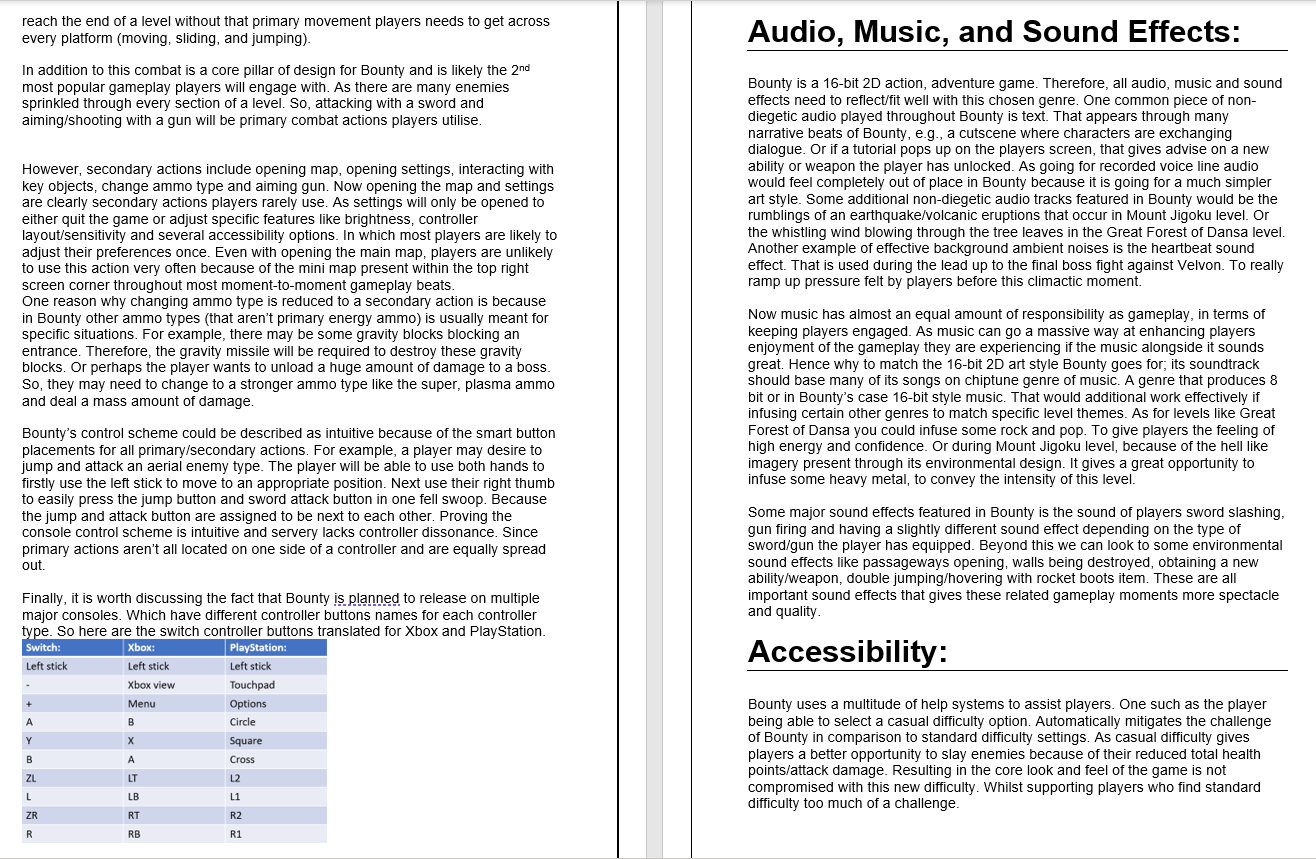 reach the end of a level without that primary movement players needs to get across
every platform (moving, sliding, and jumping).
In addition to this combat is a core pillar of design for Bounty and is likely the 2nd
most popular gameplay players will engage with. As there are many enemies
sprinkled through every section of a level. So, attacking with a sword and
aiming/shooting with a gun will be primary combat actions players utilise.
However, secondary actions include opening map, opening settings, interacting with
key objects, change ammo type and aiming gun. Now opening the map and settings
are clearly secondary actions players rarely use. As settings will only be opened to
either quit the game or adjust specific features like brightness, controller
layout/sensitivity and several accessibility options. In which most players are likely to
adjust their preferences once. Even with opening the main map, players are unlikely
to use this action very often because of the mini map present within the top right
screen corner throughout most moment-to-moment gameplay beats.
One reason why changing ammo type is reduced to a secondary action is because
in Bounty other ammo types (that aren't primary energy ammo) is usually meant for
specific situations. For example, there may be some gravity blocks blocking an
entrance. Therefore, the gravity missile will be required to destroy these gravity
blocks. Or perhaps the player wants to unload a huge amount of damage to a boss.
So, they may need to change to a stronger ammo type like the super, plasma ammo
and deal a mass amount of damage.
Bounty's control scheme could be described as intuitive because of the smart button
placements for all primary/secondary actions. For example, a player may desire to
jump and attack an aerial enemy type. The player will be able to use both hands to
firstly use the left stick to move to an appropriate position. Next use their right thumb
to easily press the jump button and sword attack button in one fell swoop. Because
the jump and attack button are assigned to be next to each other. Proving the
console control scheme is intuitive and servery lacks controller dissonance. Since
primary actions aren't all located on one side of a controller and are equally spread
out.
Finally, it is worth discussing the fact that Bounty is planned to release on multiple
major consoles. Which have different controller buttons names for each controller
type. So here are the switch controller buttons translated for Xbox and PlayStation.
Switch: Xbox: PlayStation:
Left stick Left stick Left stick
- Xbox view Touchpad
+ Menu Options
A B Circle
Y X Square
B A Cross
ZL LT L2
L LB L1
ZR RT R2
R RB R1
Audio, Music, and Sound Effects:
Bounty is a 16-bit 2D action, adventure game. Therefore, all audio, music and sound
effects need to reflect/fit well with this chosen genre. One common piece of non-
diegetic audio played throughout Bounty is text. That appears through many
narrative beats of Bounty, e.g., a cutscene where characters are exchanging
dialogue. Or if a tutorial pops up on the players screen, that gives advise on a new
ability or weapon the player has unlocked. As going for recorded voice line audio
would feel completely out of place in Bounty because it is going for a much simpler
art style. Some additional non-diegetic audio tracks featured in Bounty would be the
rumblings of an earthquake/volcanic eruptions that occur in Mount Jigoku level. Or
the whistling wind blowing through the tree leaves in the Great Forest of Dansa level.
Another example of effective background ambient noises is the heartbeat sound
effect. That is used during the lead up to the final boss fight against Velvon. To really
ramp up pressure felt by players before this climactic moment.
Now music has almost an equal amount of responsibility as gameplay, in terms of
keeping players engaged. As music can go a massive way at enhancing players
enjoyment of the gameplay they are experiencing if the music alongside it sounds
great. Hence why to match the 16-bit 2D art style Bounty goes for; its soundtrack
should base many of its songs on chiptune genre of music. A genre that produces 8
bit or in Bounty's case 16-bit style music. That would additional work effectively if
infusing certain other genres to match specific level themes. As for levels like Great
Forest of Dansa you could infuse some rock and pop. To give players the feeling of
high energy and confidence. Or during Mount Jigoku level, because of the hell like
imagery present through its environmental design. It gives a great opportunity to
infuse some heavy metal, to convey the intensity of this level.
Some major sound effects featured in Bounty is the sound of players sword slashing,
gun firing and having a slightly different sound effect depending on the type of
sword/gun the player has equipped. Beyond this we can look to some environmental
sound effects like passageways opening, walls being destroyed, obtaining a new
ability/weapon, double jumping/hovering with rocket boots item. These are all
important sound effects that gives these related gameplay moments more spectacle
and quality.
Accessibility:
Bounty uses a multitude of help systems to assist players. One such as the player
being able to select a casual difficulty option. Automatically mitigates the challenge
of Bounty in comparison to standard difficulty settings. As casual difficulty gives
players a better opportunity to slay enemies because of their reduced total health
points/attack damage. Resulting in the core look and feel of the game is not
compromised with this new difficulty. Whilst supporting players who find standard
difficulty too much of a challenge.